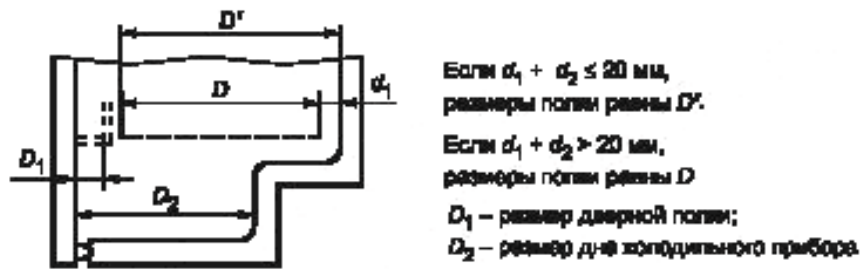 D'
D
d₁
D₁
D₂
Если d₁ + d₂ ≤ 20 мм,
размеры полки равны D'.
Если d₁ + d₂ > 20 мм,
размеры полки равны D
D₁ – размер дверной полки;
D₂ – размер дна холодильного прибора